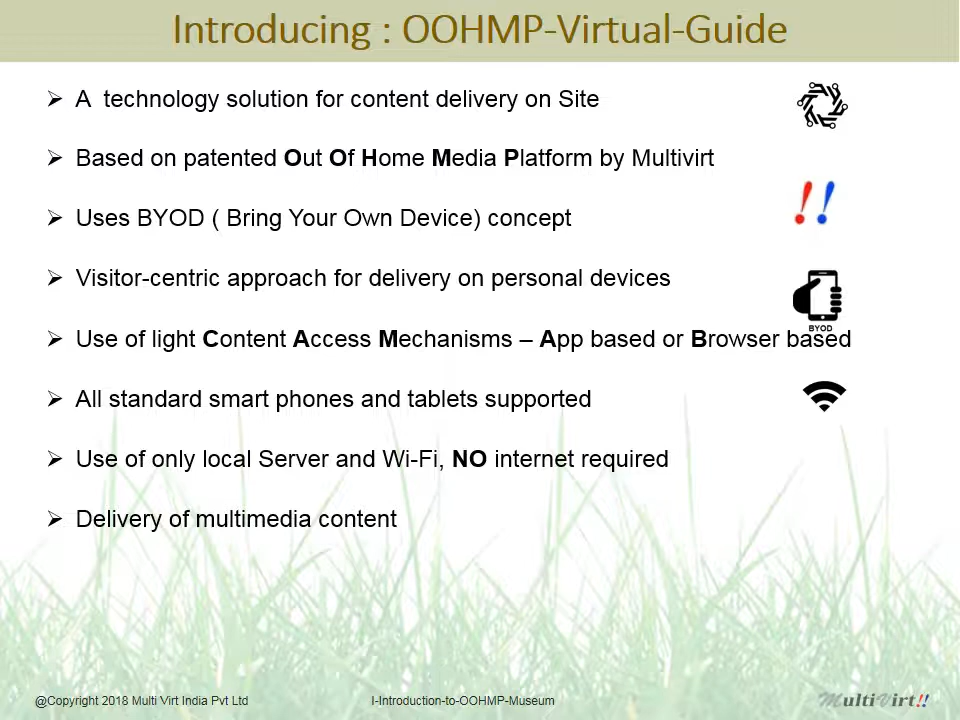 Introducing : OOHMP-Virtual-Guide
➢ A technology solution for content delivery on Site
➢ Based on patented Out Of Home Media Platform by Multivirt
➢ Uses BYOD ( Bring Your Own Device) concept
➢ Visitor-centric approach for delivery on personal devices
BYOD
➢ Use of light Content Access Mechanisms – App based or Browser based
➢ All standard smart phones and tablets supported
➢ Use of only local Server and Wi-Fi, NO internet required
➢ Delivery of multimedia content
@Copyright 2018 Multi Virt India Pvt Ltd
I-Introduction-to-OOHMP-Museum
MultiVirt!!